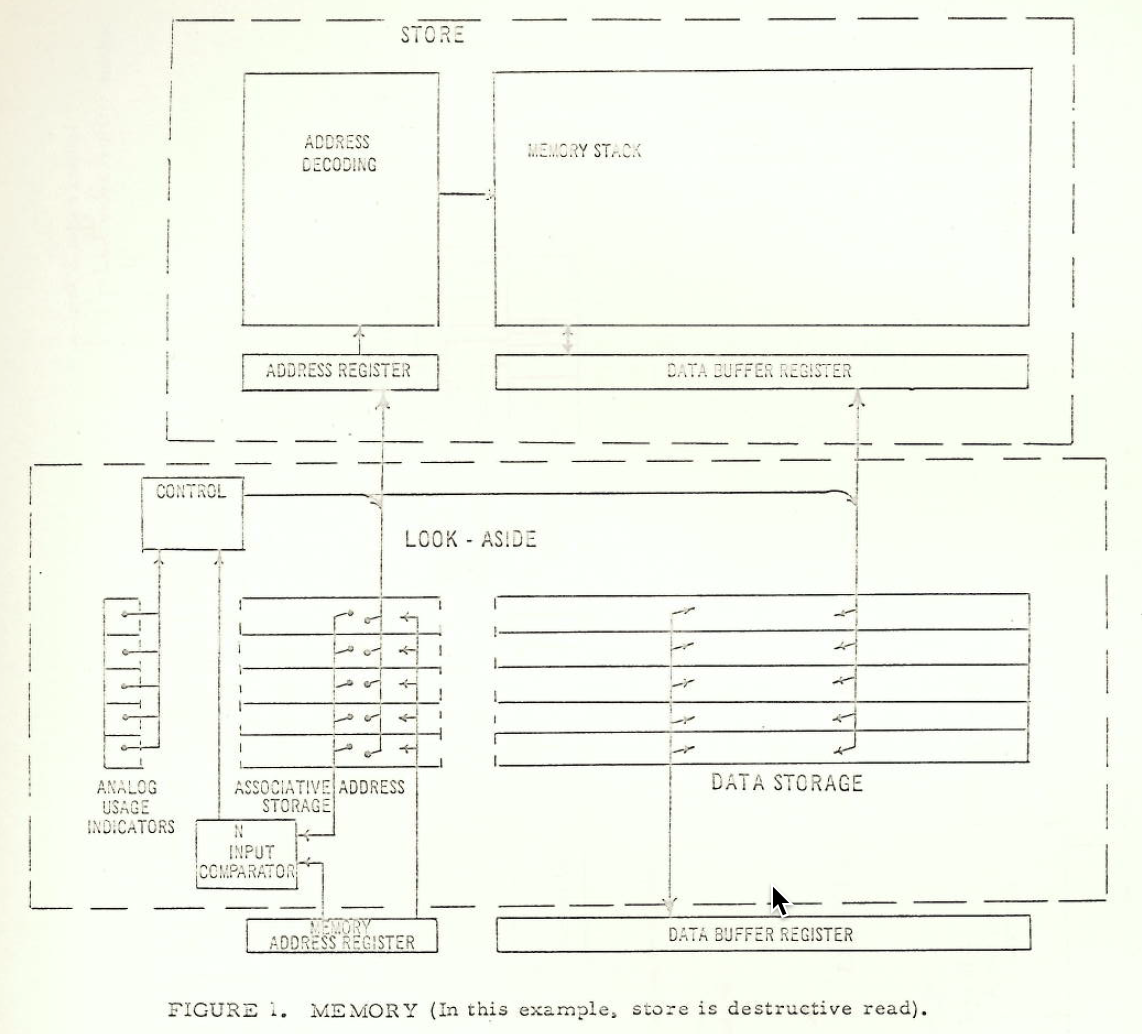 STORE
ADDRESS
DECODING
MEMORY STACK
ADDRESS REGISTER
DATA BUFFER REGISTER
CONTROL
LOOK - ASIDE
ANALOG
USAGE
INDICATORS
ASSOCIATIVE ADDRESS
STORAGE
DATA STORAGE
N
INPUT
COMPARATOR
MEMORY
ADDRESS REGISTER
DATA BUFFER REGISTER
FIGURE 1. MEMORY (In this example, store is destructive read).